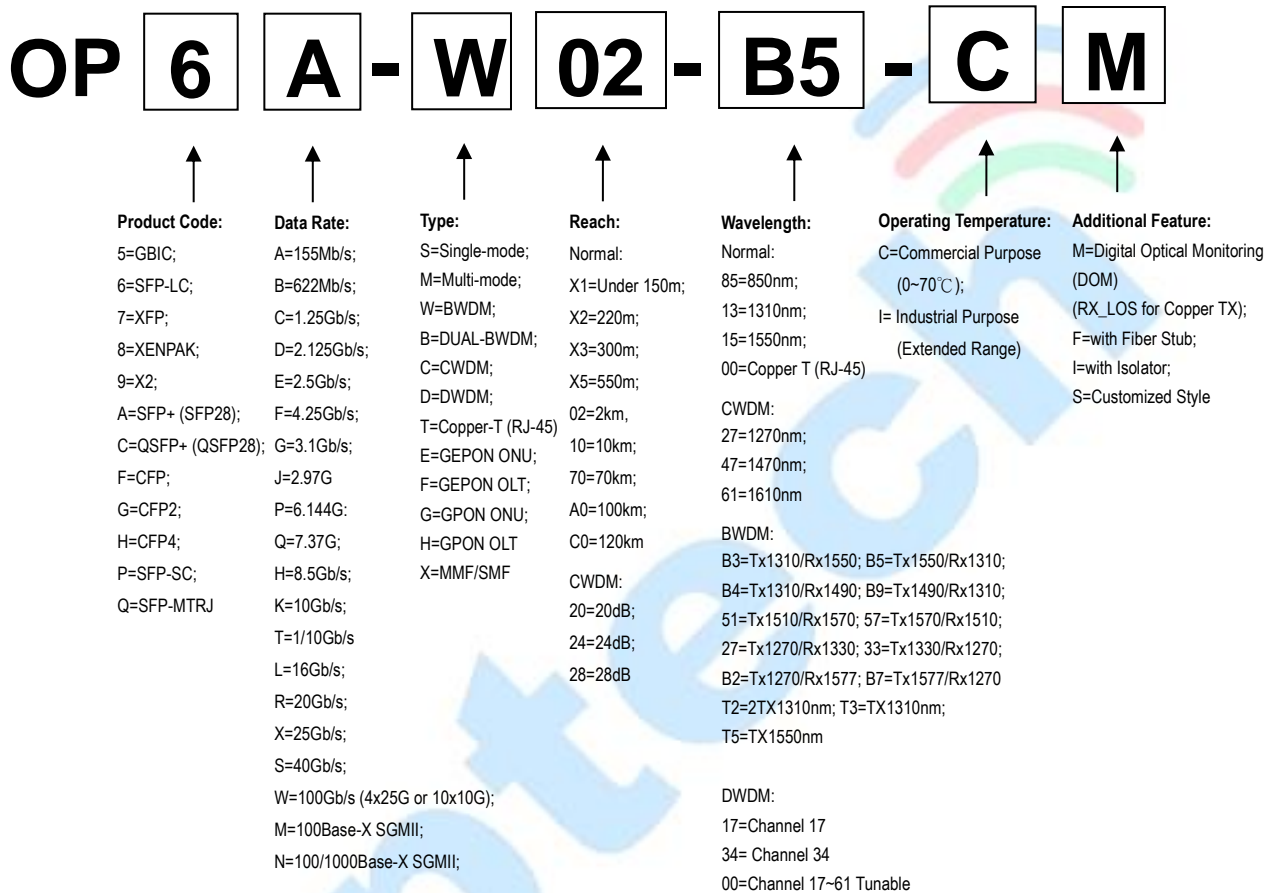 OP 6 A - W 02 - B5 - C M
Product Code:
5=GBIC;
6=SFP-LC;
7=XFP;
8=XENPAK;
9=X2;
A=SFP+ (SFP28);
C=QSFP+ (QSFP28);
F=CFP;
G=CFP2;
H=CFP4;
P=SFP-SC;
Q=SFP-MTRJ
Data Rate:
A=155Mb/s;
B=622Mb/s;
C=1.25Gb/s;
D=2.125Gb/s;
E=2.5Gb/s;
F=4.25Gb/s;
G=3.1Gb/s;
J=2.97G
P=6.144G:
Q=7.37G;
H=8.5Gb/s;
K=10Gb/s;
T=1/10Gb/s
L=16Gb/s;
R=20Gb/s;
X=25Gb/s;
S=40Gb/s;
W=100Gb/s (4x25G or 10x10G);
M=100Base-X SGMII;
N=100/1000Base-X SGMII;
Type:
S=Single-mode;
M=Multi-mode;
W=BWDM;
B=DUAL-BWDM;
C=CWDM;
D=DWDM;
T=Copper-T (RJ-45)
E=GEPON ONU;
F=GEPON OLT;
G=GPON ONU;
H=GPON OLT
X=MMF/SMF
Reach:
Normal:
X1=Under 150m;
X2=220m;
X3=300m;
X5=550m;
02=2km,
10=10km;
70=70km;
A0=100km;
C0=120km
CWDM:
20=20dB;
24=24dB;
28=28dB
Wavelength:
Normal:
85=850nm;
13=1310nm;
15=1550nm;
00=Copper T (RJ-45)
CWDM:
27=1270nm;
47=1470nm;
61=1610nm
BWDM:
B3=Tx1310/Rx1550; B5=Tx1550/Rx1310;
B4=Tx1310/Rx1490; B9=Tx1490/Rx1310;
51=Tx1510/Rx1570; 57=Tx1570/Rx1510;
27=Tx1270/Rx1330; 33=Tx1330/Rx1270;
B2=Tx1270/Rx1577; B7=Tx1577/Rx1270
T2=2TX1310nm; T3=TX1310nm;
T5=TX1550nm
DWDM:
17=Channel 17
34= Channel 34
00=Channel 17~61 Tunable
Operating Temperature:
C=Commercial Purpose
(0~70℃);
I= Industrial Purpose
(Extended Range)
Additional Feature:
M=Digital Optical Monitoring
(DOM)
(RX_LOS for Copper TX);
F=with Fiber Stub;
I=with Isolator;
S=Customized Style
ptech